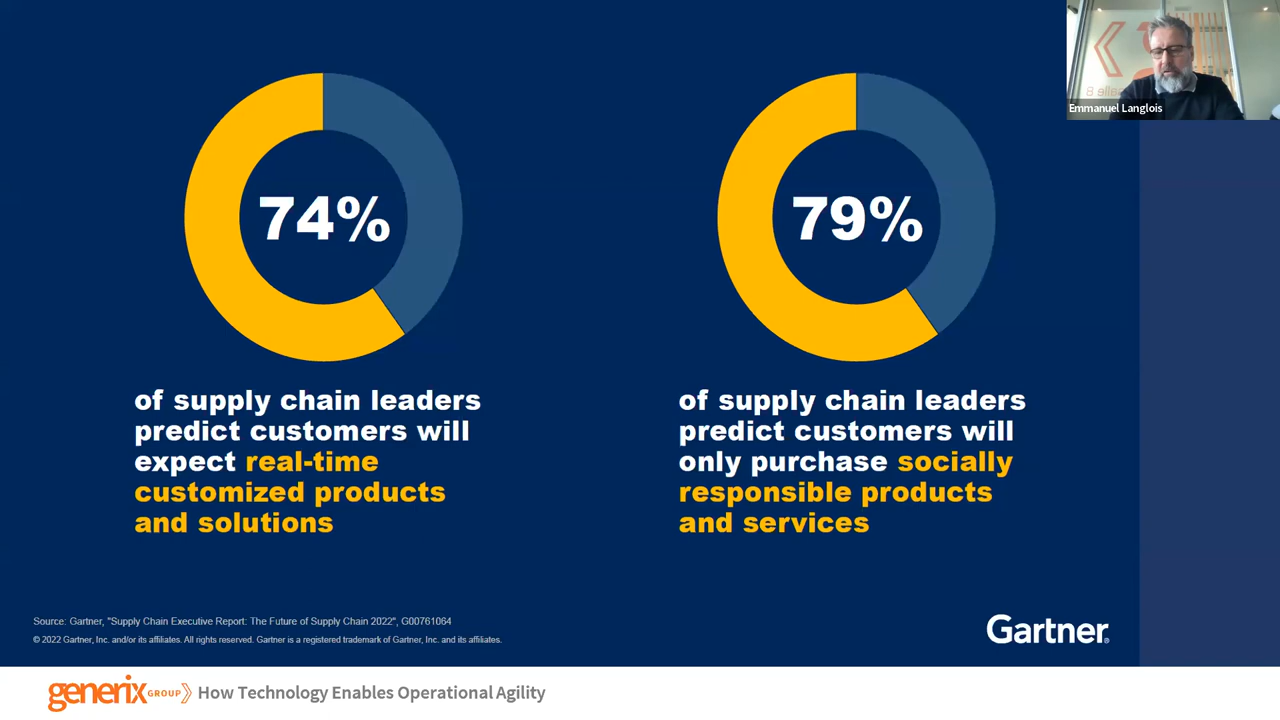 Emmanuel Langlois
74%
of supply chain leaders
predict customers will
expect real-time
customized products
and solutions
79%
of supply chain leaders
predict customers will
only purchase socially
responsible products
and services
Source: Gartner, "Supply Chain Executive Report: The Future of Supply Chain 2022", G00761064
© 2022 Gartner, Inc. and/or its affiliates. All rights reserved. Gartner is a registered trademark of Gartner, Inc. and its affiliates.
Gartner®
generix GROUP How Technology Enables Operational Agility